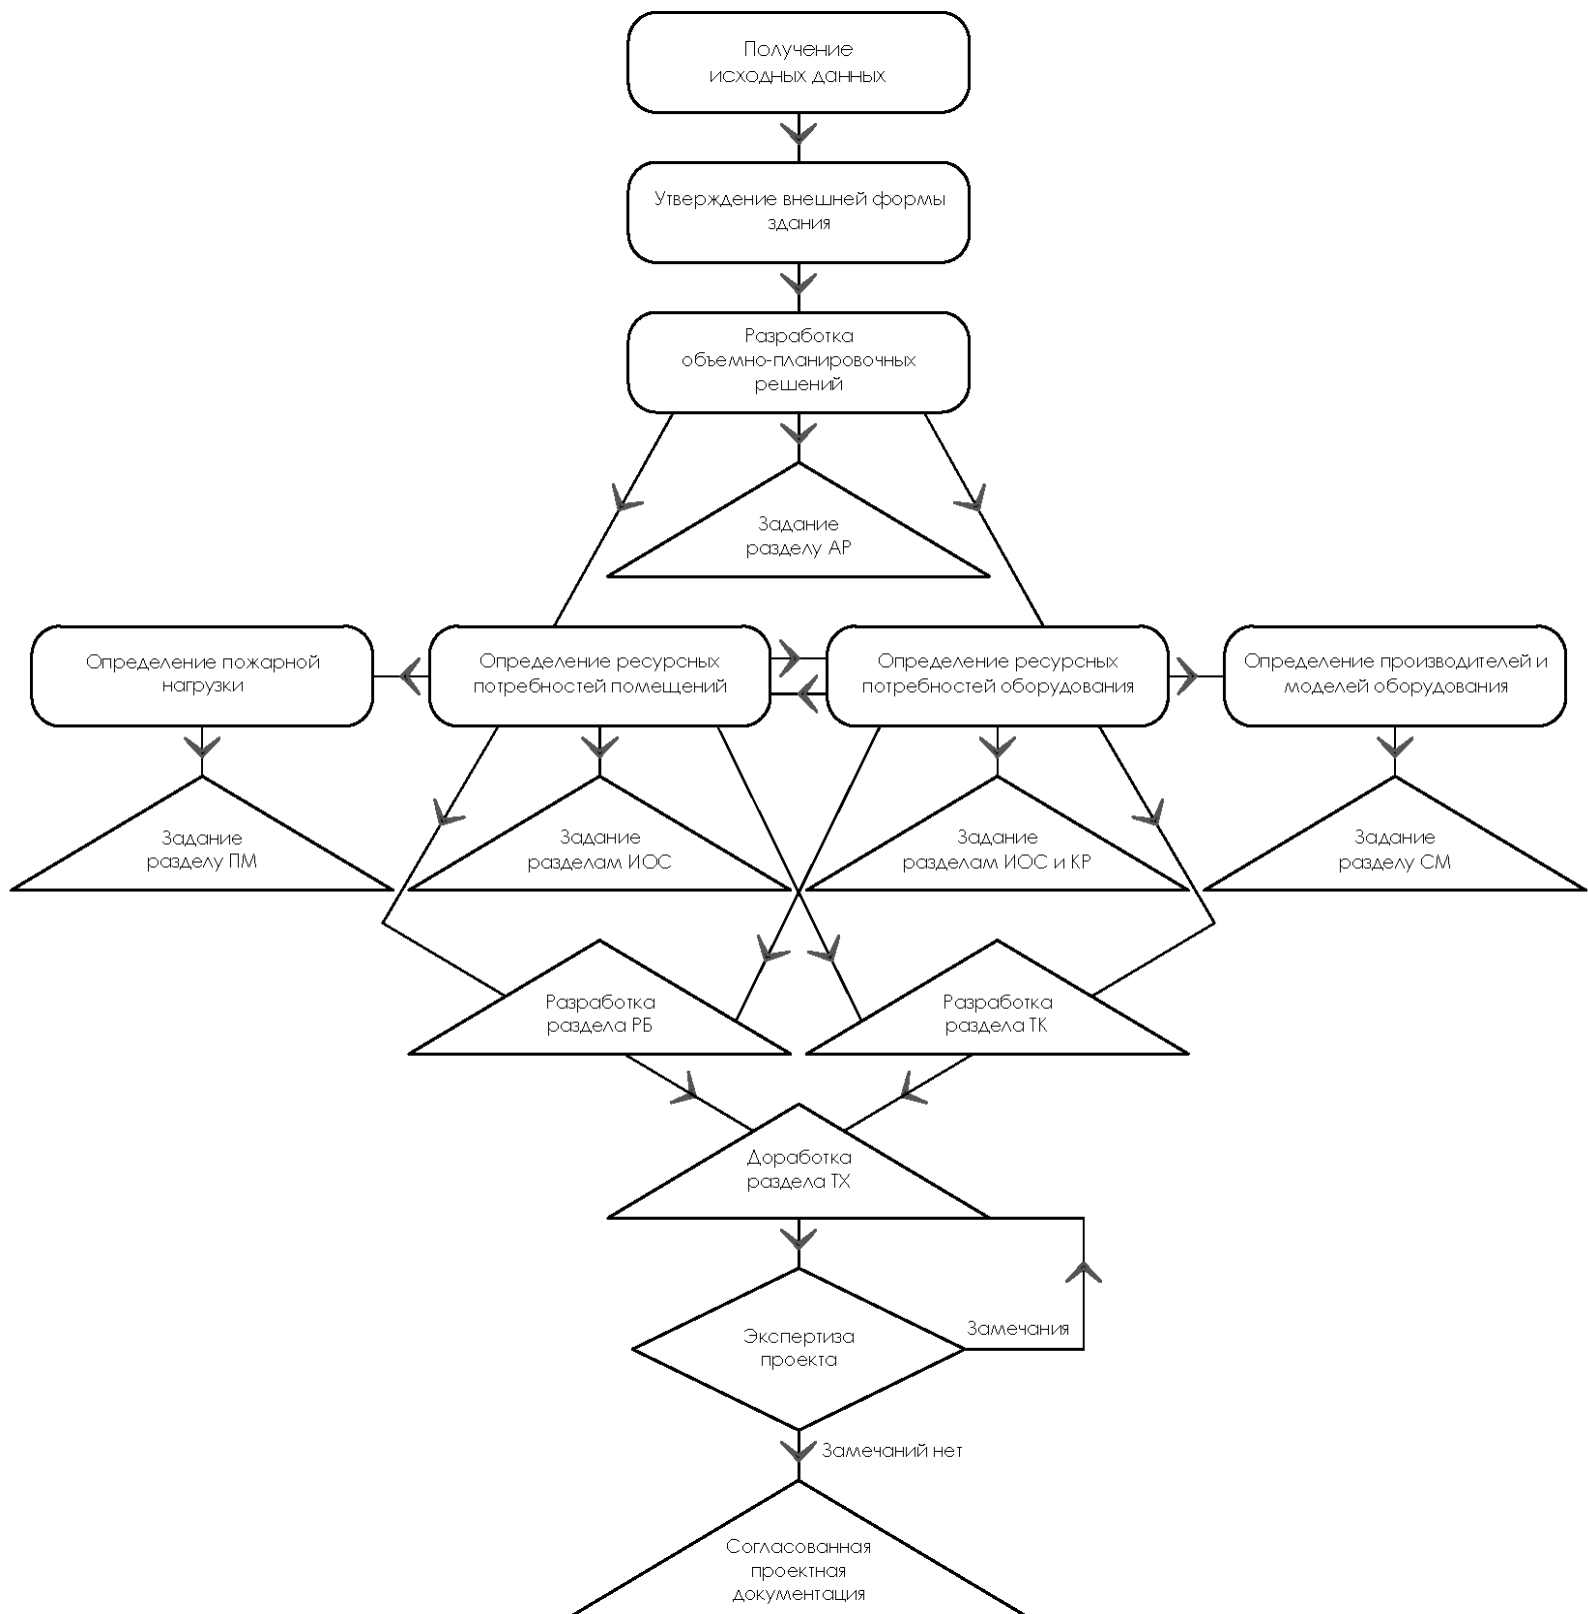 Получение
исходных данных
Утверждение внешней формы
здания
Разработка
объемно-планировочных
решений
Задание
разделу АР
Определение пожарной
нагрузки
Определение ресурсных
потребностей помещений
Определение ресурсных
потребностей оборудования
Определение производителей и
моделей оборудования
Задание
разделу ПМ
Задание
разделам ИОС
Задание
разделам ИОС и КР
Задание
разделу СМ
Разработка
раздела РБ
Разработка
раздела ТК
Доработка
раздела ТХ
Экспертиза
проекта
Замечания
Замечаний нет
Согласованная
проектная
документация